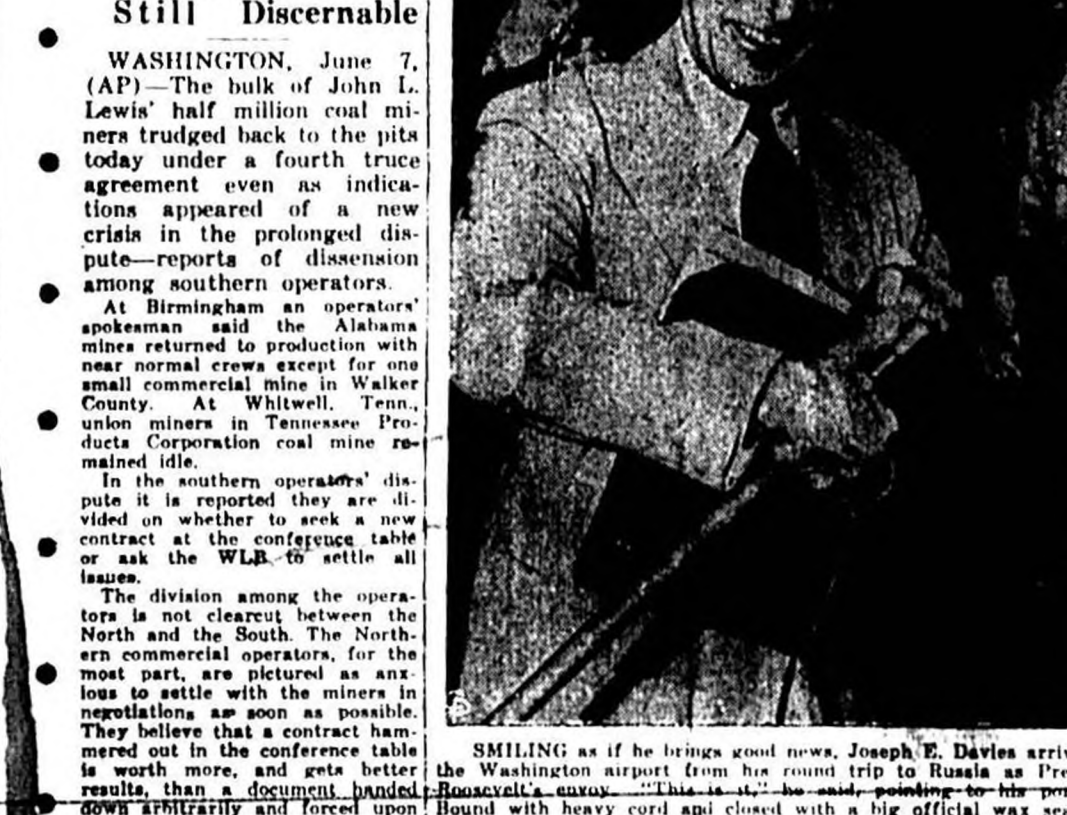 Still Discernable
WASHINGTON, June 7,
(AP)—The bulk of John L.
Lewis' half million coal mi-
ners trudged back to the pits
today under a fourth truce
agreement even as indica-
tions appeared of a new
crisis in the prolonged dis-
pute—reports of dissension
among southern operators.
At Birmingham an operators'
spokesman said the Alabama
mines returned to production with
near normal crews except for one
small commercial mine in Walker
County. At Whitwell, Tenn.,
union miners in Tennessee Pro-
ducts Corporation coal mine re-
mained idle.
In the southern operators' dis-
pute it is reported they are di-
vided on whether to seek a new
contract at the conference table
or ask the WLB to settle all
issues.
The division among the opera-
tors is not clearcut between the
North and the South. The North-
ern commercial operators, for the
most part, are pictured as anx-
ious to settle with the miners in
negotiations as soon as possible.
They believe that a contract ham-
mered out in the conference table
is worth more, and gets better
results, than a document handed
down arbitrarily and forced upon
SMILING as if he brings good news, Joseph E. Davies arriv
the Washington airport from his round trip to Russia as Pre
Roosevelt's envoy. "This is it," he said, pointing to his po
Bound with heavy cord and closed with a big official wax sea